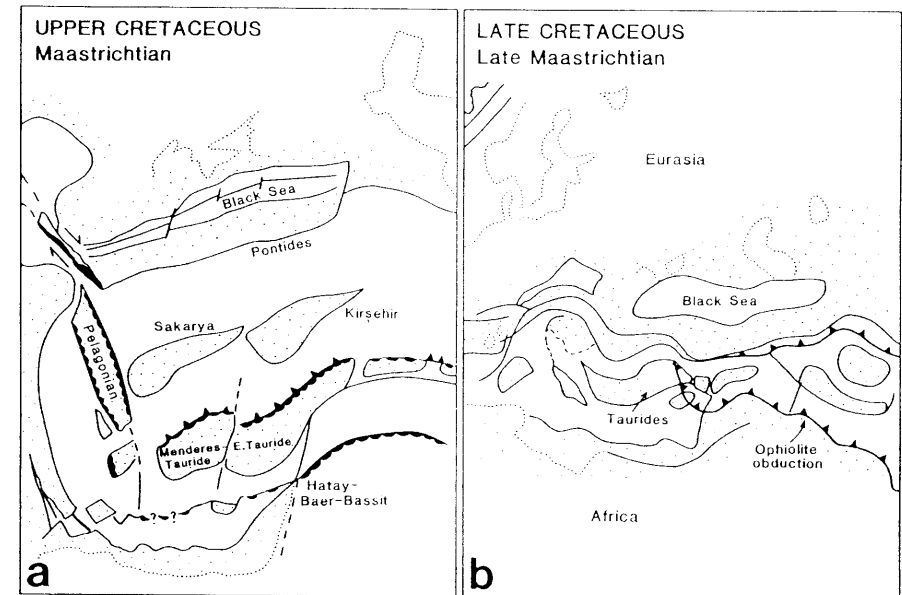 UPPER CRETACEOUS
Maastrichtian
Black Sea
Pontides
Sakarya
Kırşehir
Pelagonian
Menderes-
Tauride
E.Tauride
Hatay-
Baer-Bassit
? ?
a
LATE CRETACEOUS
Late Maastrichtian
Eurasia
Black Sea
Taurides
Ophiolite
obduction
Africa
b